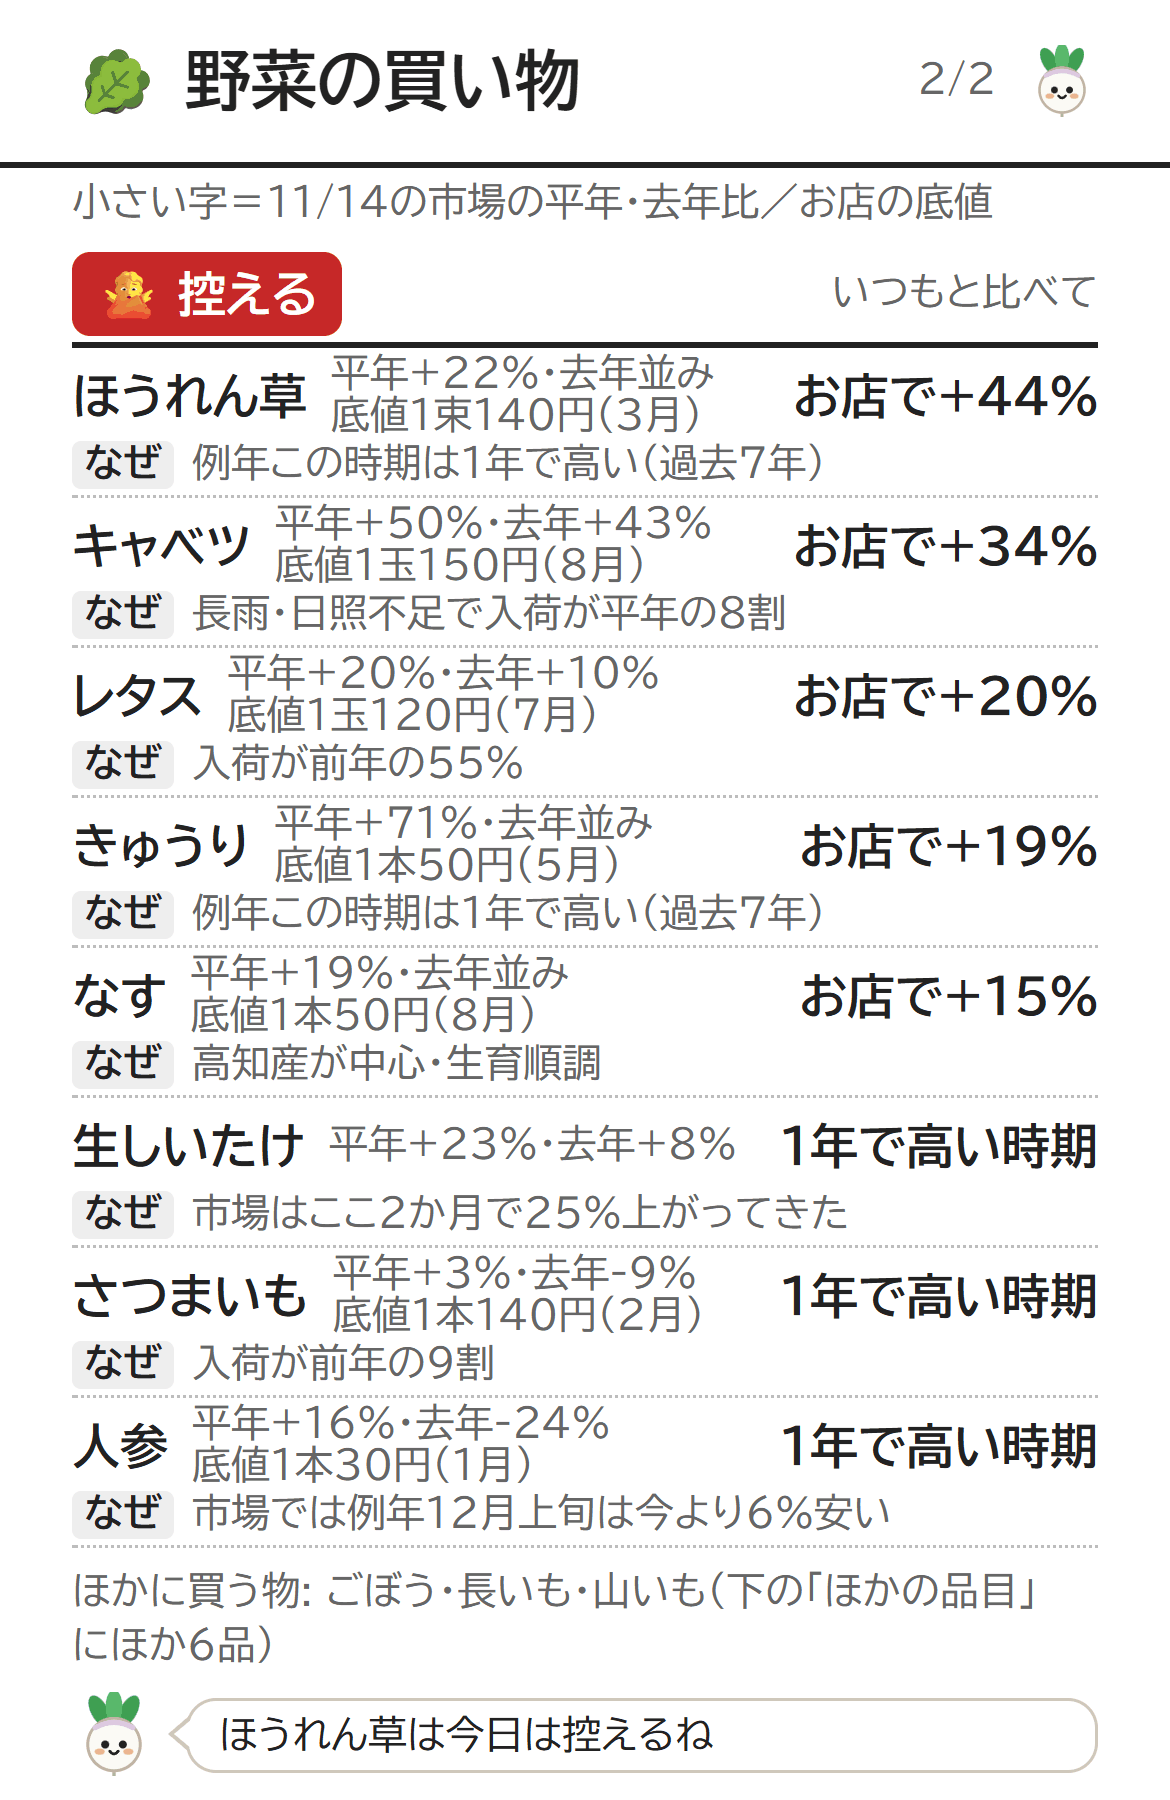 野菜の買い物
2/2
小さい字＝11/14の市場の平年・去年比／お店の底値
控える
いつもと比べて
ほうれん草 平年+22%・去年並み お店で+44%
底値1束140円(3月)
なぜ 例年この時期は1年で高い(過去7年)
キャベツ 平年+50%・去年+43% お店で+34%
底値1玉150円(8月)
なぜ 長雨・日照不足で入荷が平年の8割
レタス 平年+20%・去年+10% お店で+20%
底値1玉120円(7月)
なぜ 入荷が前年の55%
きゅうり 平年+71%・去年並み お店で+19%
底値1本50円(5月)
なぜ 例年この時期は1年で高い(過去7年)
なす 平年+19%・去年並み お店で+15%
底値1本50円(8月)
なぜ 高知産が中心・生育順調
生しいたけ 平年+23%・去年+8% 1年で高い時期
なぜ 市場はここ2か月で25%上がってきた
さつまいも 平年+3%・去年-9% 1年で高い時期
底値1本140円(2月)
なぜ 入荷が前年の9割
人参 平年+16%・去年-24% 1年で高い時期
底値1本30円(1月)
なぜ 市場では例年12月上旬は今より6%安い
ほかに買う物: ごぼう・長いも・山いも(下の「ほかの品目」
にほか6品)
ほうれん草は今日は控えるね